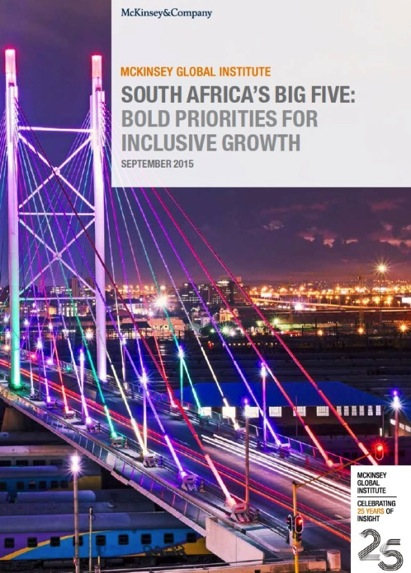 McKinsey&Company
MCKINSEY GLOBAL INSTITUTE
SOUTH AFRICA'S BIG FIVE:
BOLD PRIORITIES FOR
INCLUSIVE GROWTH
SEPTEMBER 2015
MCKINSEY
GLOBAL
INSTITUTE
CELEBRATING
25 YEARS OF
INSIGHT
25